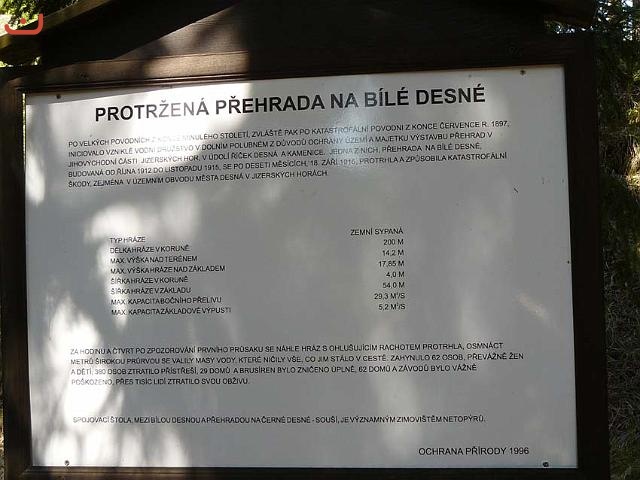 PROTRŽENÁ PŘEHRADA NA BÍLÉ DESNÉ
PO VELKÝCH POVODNÍCH Z KONCE MINULÉHO STOLETÍ, ZVLÁŠTĚ PAK PO KATASTROFÁLNÍ POVODNI Z KONCE ČERVENCE R. 1897,
INICIOVALO VZNIKLÉ VODNÍ DRUŽSTVO V DOLNÍM POLUBNÉM Z DŮVODU OCHRANY ÚZEMÍ A MAJETKU VÝSTAVBU PŘEHRAD V
JIHOVÝCHODNÍ ČÁSTI JIZERSKÝCH HOR, V ÚDOLÍ ŘÍČEK DESNÁ A KAMENICE. JEDNA Z NICH, PŘEHRADA NA BÍLÉ DESNÉ,
BUDOVANÁ OD ŘÍJNA 1912 DO LISTOPADU 1915, SE PO DESETI MĚSÍCÍCH, 18. ZÁŘÍ 1916, PROTRHLA A ZPŮSOBILA KATASTROFÁLNÍ
ŠKODY, ZEJMÉNA V ÚZEMNÍM OBVODU MĚSTA DESNÁ V JIZERSKÝCH HORÁCH.
TYP HRÁZE ZEMNÍ SYPANÁ
DÉLKA HRÁZE V KORUNĚ 200 M
MAX. VÝŠKA NAD TERÉNEM 14,2 M
MAX. VÝŠKA HRÁZE NAD ZÁKLADEM 17,85 M
ŠÍŘKA HRÁZE V KORUNĚ 4,0 M
ŠÍŘKA HRÁZE V ZÁKLADU 54,0 M
MAX. KAPACITA BOČNÍHO PŘELIVU 29,3 M³/S
MAX. KAPACITA ZÁKLADOVÉ VÝPUSTI 5,2 M³/S
ZA HODINU A ČTVRT PO ZPOZOROVÁNÍ PRVNÍHO PRŮSAKU SE NÁHLE HRÁZ S OHLUŠUJÍCÍM RACHOTEM PROTRHLA, OSMNÁCT
METRŮ ŠIROKOU PRŮRVOU SE VALILY MASY VODY, KTERÉ NIČILY VŠE, CO JIM STÁLO V CESTĚ. ZAHYNULO 62 OSOB, PŘEVÁŽNĚ ŽEN
A DĚTÍ, 380 OSOB ZTRATILO PŘÍSTŘEŠÍ, 29 DOMŮ A BRUSÍREN BYLO ZNIČENO ÚPLNĚ, 62 DOMŮ A ZÁVODŮ BYLO VÁŽNĚ
POŠKOZENO, PŘES TISÍC LIDÍ ZTRATILO SVOU OBŽIVU.
SPOJOVACÍ ŠTOLA, MEZI BÍLOU DESNOU A PŘEHRADOU NA ČERNÉ DESNÉ - SOUŠI, JE VÝZNAMNÝM ZIMOVIŠTĚM NETOPÝRŮ.
OCHRANA PŘÍRODY 1996